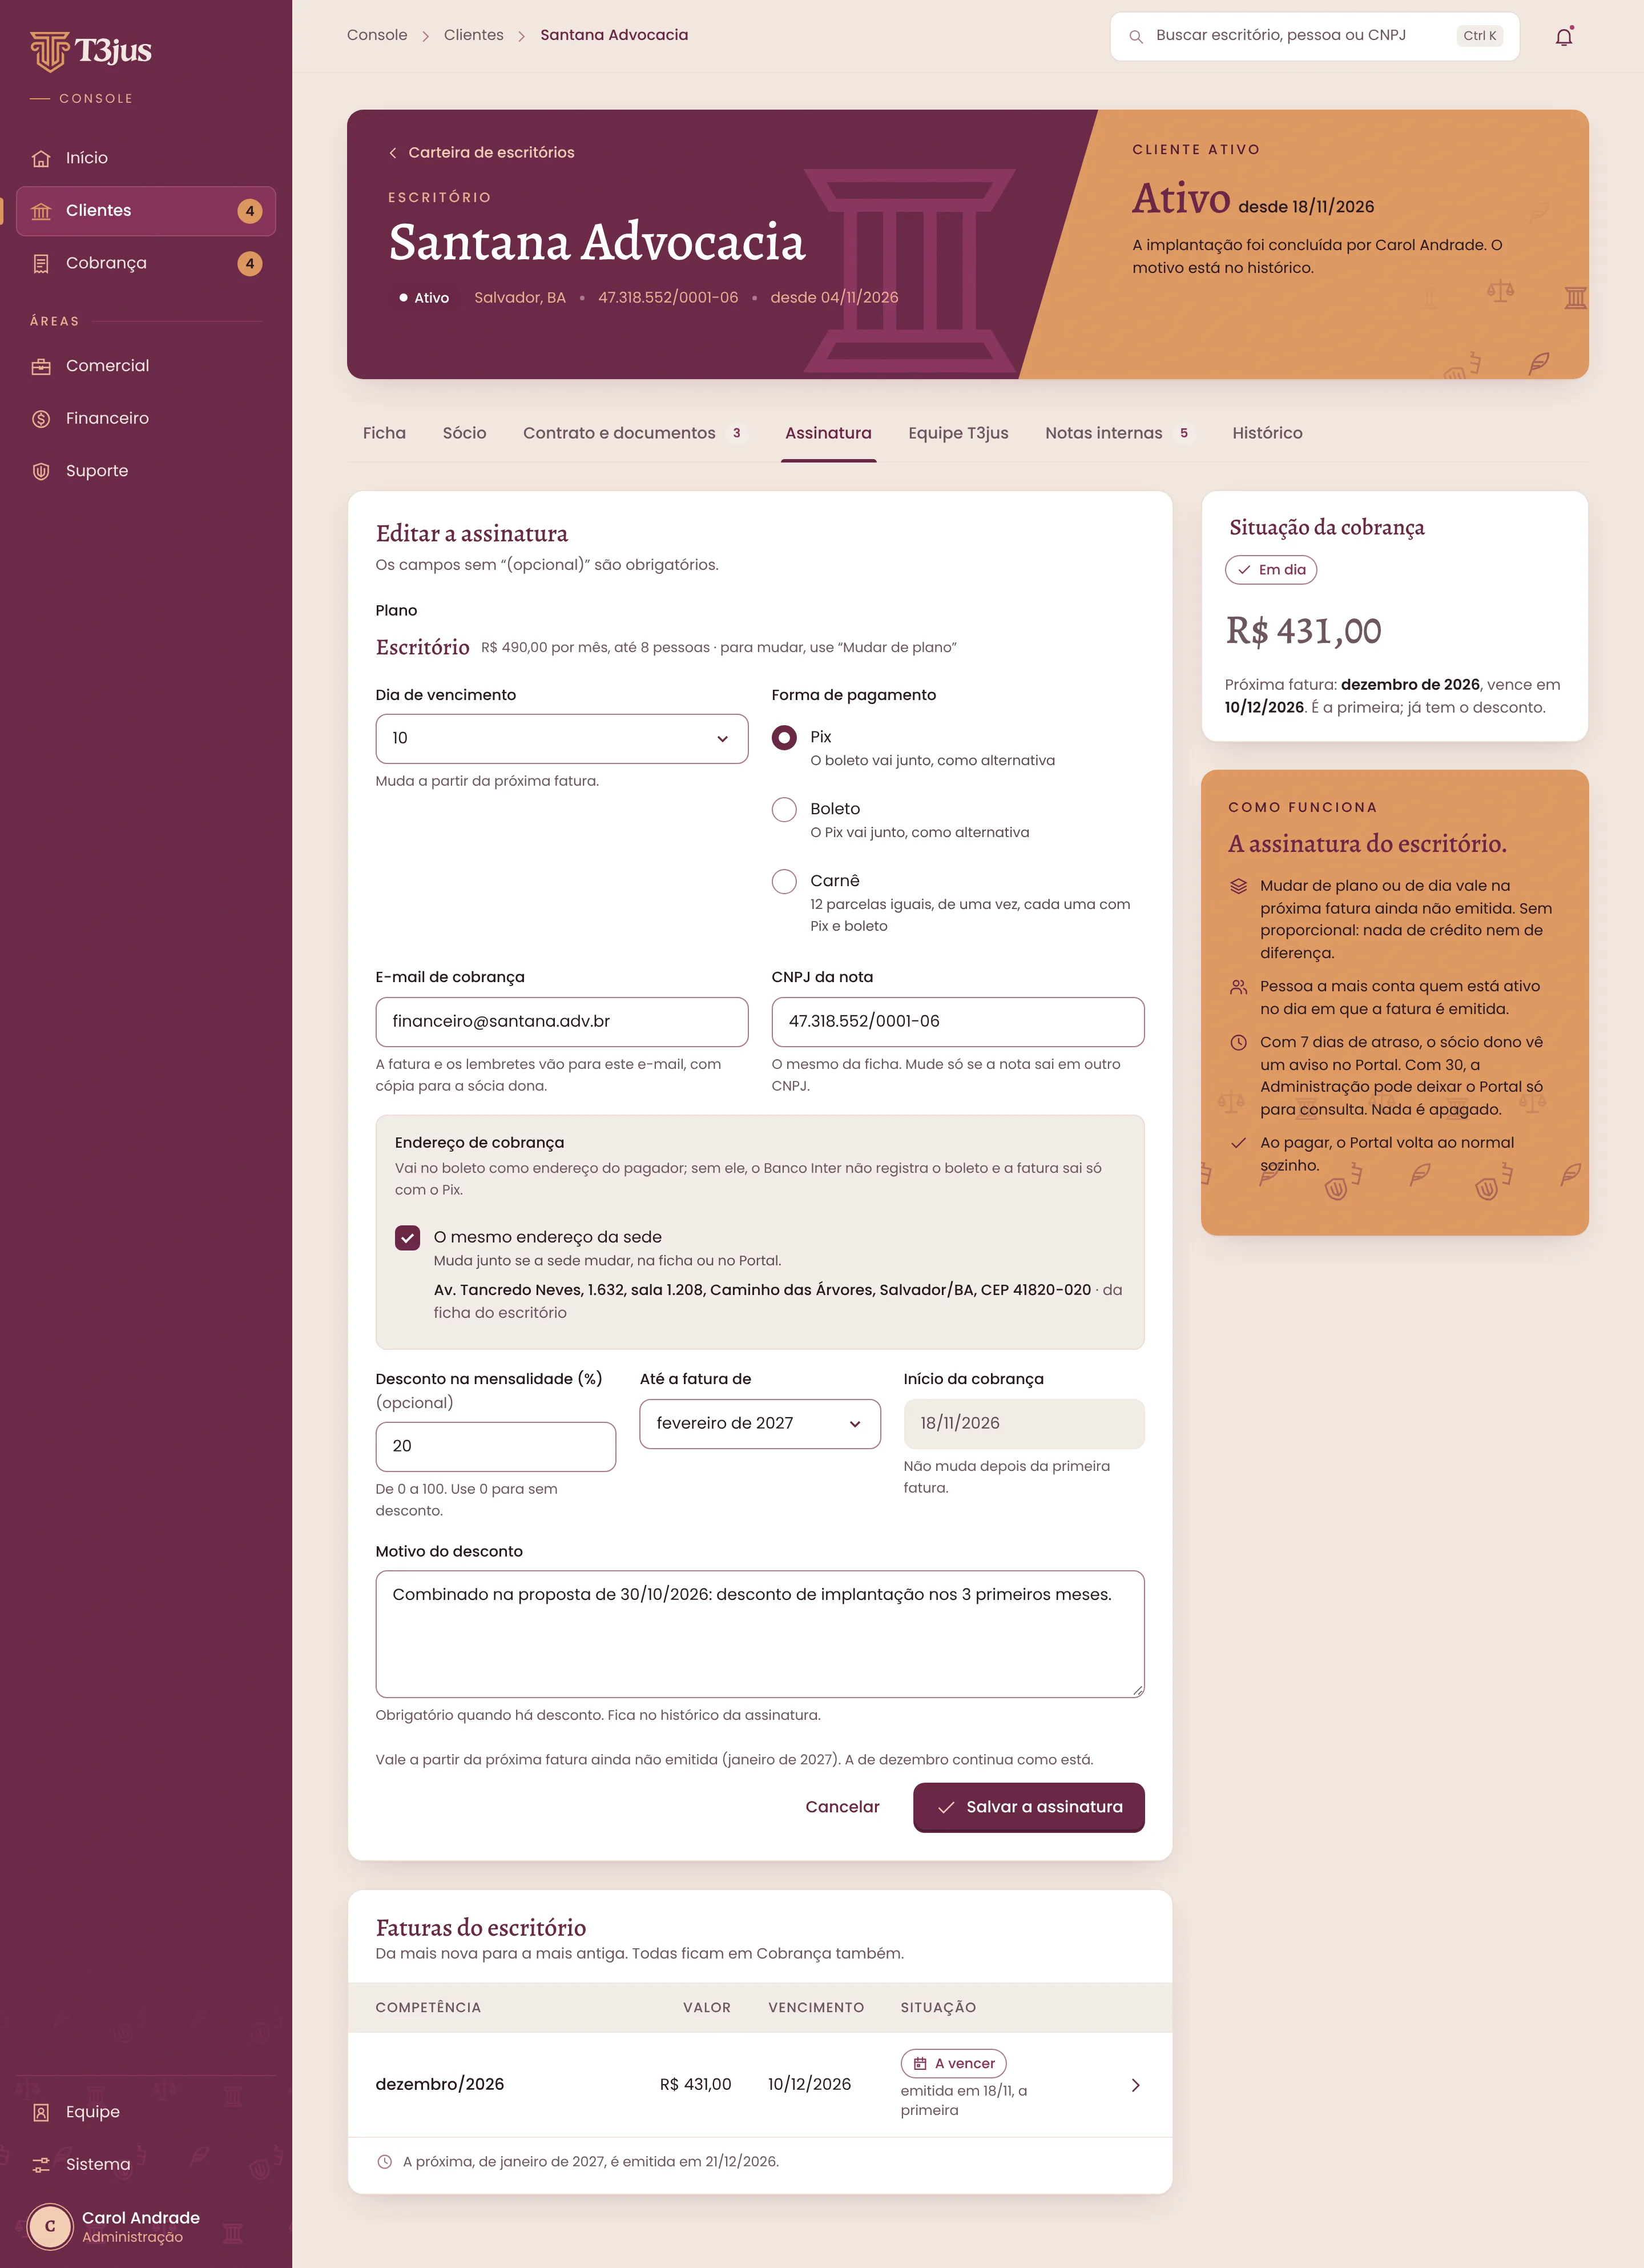 T3jus
CONSOLE
Início
Clientes 4
Cobrança 4
ÁREAS
Comercial
Financeiro
Suporte
Equipe
Sistema
C
Carol Andrade
Administração
Console > Clientes > Santana Advocacia
Buscar escritório, pessoa ou CNPJ Ctrl K
Carteira de escritórios
ESCRITÓRIO
Santana Advocacia
Ativo Salvador, BA • 47.318.552/0001-06 • desde 04/11/2026
CLIENTE ATIVO
Ativo desde 18/11/2026
A implantação foi concluída por Carol Andrade. O
motivo está no histórico.
Ficha Sócio Contrato e documentos 3 Assinatura Equipe T3jus Notas internas 5 Histórico
Editar a assinatura
Os campos sem “(opcional)” são obrigatórios.
Plano
Escritório R$ 490,00 por mês, até 8 pessoas · para mudar, use “Mudar de plano”
Dia de vencimento
10
Muda a partir da próxima fatura.
Forma de pagamento
Pix
O boleto vai junto, como alternativa
Boleto
O Pix vai junto, como alternativa
Carnê
12 parcelas iguais, de uma vez, cada uma com
Pix e boleto
E-mail de cobrança
financeiro@santana.adv.br
A fatura e os lembretes vão para este e-mail, com
cópia para a sócia dona.
CNPJ da nota
47.318.552/0001-06
O mesmo da ficha. Mude só se a nota sai em outro
CNPJ.
Endereço de cobrança
Vai no boleto como endereço do pagador; sem ele, o Banco Inter não registra o boleto e a fatura sai só
com o Pix.
O mesmo endereço da sede
Muda junto se a sede mudar, na ficha ou no Portal.
Av. Tancredo Neves, 1.632, sala 1.208, Caminho das Árvores, Salvador/BA, CEP 41820-020 · da
ficha do escritório
Desconto na mensalidade (%)
(opcional)
20
De 0 a 100. Use 0 para sem
desconto.
Até a fatura de
fevereiro de 2027
Início da cobrança
18/11/2026
Não muda depois da primeira
fatura.
Motivo do desconto
Combinado na proposta de 30/10/2026: desconto de implantação nos 3 primeiros meses.
Obrigatório quando há desconto. Fica no histórico da assinatura.
Vale a partir da próxima fatura ainda não emitida (janeiro de 2027). A de dezembro continua como está.
Cancelar Salvar a assinatura
Faturas do escritório
Da mais nova para a mais antiga. Todas ficam em Cobrança também.
COMPETÊNCIA VALOR VENCIMENTO SITUAÇÃO
dezembro/2026 R$ 431,00 10/12/2026 A vencer
emitida em 18/11, a
primeira
A próxima, de janeiro de 2027, é emitida em 21/12/2026.
Situação da cobrança
Em dia
R$ 431,00
Próxima fatura: dezembro de 2026, vence em
10/12/2026. É a primeira; já tem o desconto.
COMO FUNCIONA
A assinatura do escritório.
Mudar de plano ou de dia vale na
próxima fatura ainda não emitida. Sem
proporcional: nada de crédito nem de
diferença.
Pessoa a mais conta quem está ativo
no dia em que a fatura é emitida.
Com 7 dias de atraso, o sócio dono vê
um aviso no Portal. Com 30, a
Administração pode deixar o Portal só
para consulta. Nada é apagado.
Ao pagar, o Portal volta ao normal
sozinho.